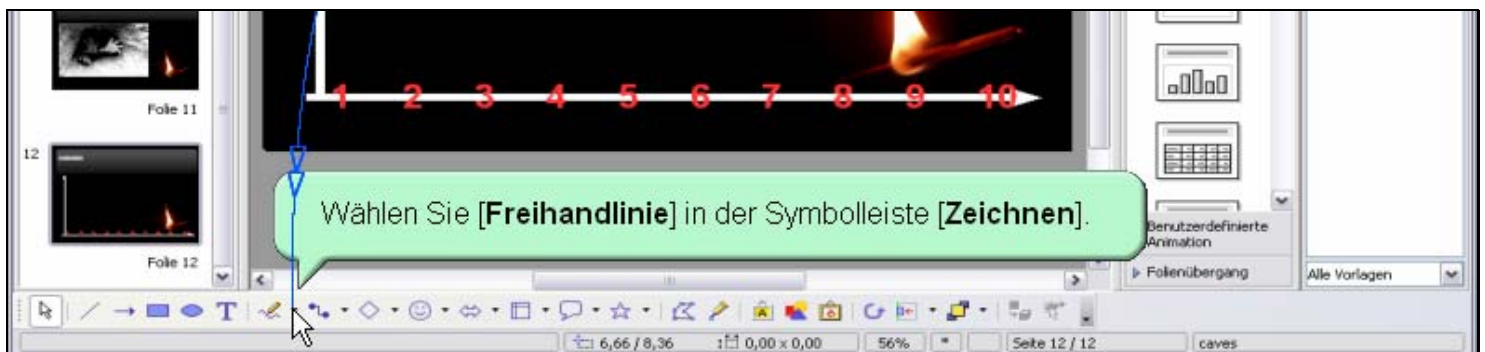 Folie 11
1 2 3 4 5 6 7 8 9 10
12
Folie 12
Wählen Sie [Freihandlinie] in der Symbolleiste [Zeichnen].
Benutzerdefinierte
Animation
Folienübergang
Alle Vorlagen
T
6,66 / 8,36 0,00 x 0,00 56% * Seite 12 / 12 caves